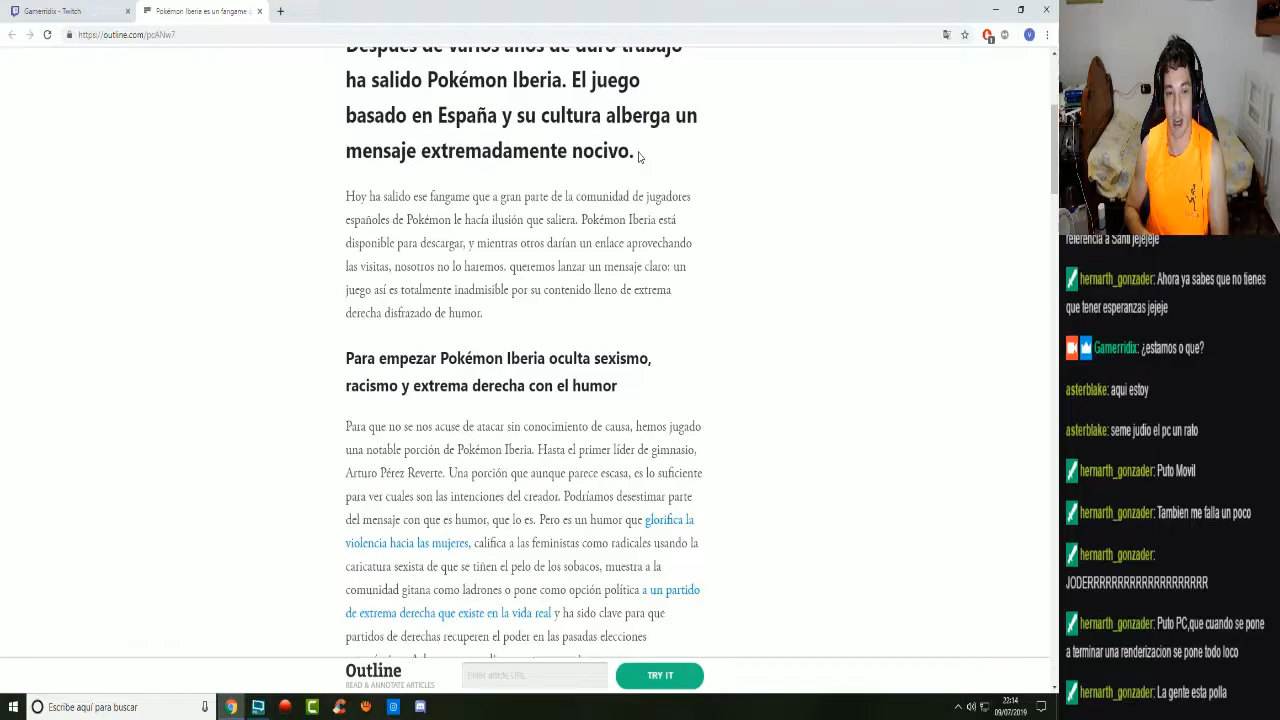 Gamerridix - Twitch
Pokémon Iberia es un fangame
https://outline.com/pcANw7
Después de varios años de duro trabajo
ha salido Pokémon Iberia. El juego
basado en España y su cultura alberga un
mensaje extremadamente nocivo.
Hoy ha salido ese fangame que a gran parte de la comunidad de jugadores
españoles de Pokémon le hacía ilusión que saliera. Pokémon Iberia está
disponible para descargar, y mientras otros darían un enlace aprovechando
las visitas, nosotros no lo haremos. queremos lanzar un mensaje claro: un
juego así es totalmente inadmisible por su contenido lleno de extrema
derecha disfrazado de humor.
Para empezar Pokémon Iberia oculta sexismo,
racismo y extrema derecha con el humor
Para que no se nos acuse de atacar sin conocimiento de causa, hemos jugado
una notable porción de Pokémon Iberia. Hasta el primer líder de gimnasio,
Arturo Pérez Reverte. Una porción que aunque parece escasa, es lo suficiente
para ver cuales son las intenciones del creador. Podríamos desestimar parte
del mensaje con que es humor, que lo es. Pero es un humor que glorifica la
violencia hacia las mujeres, califica a las feministas como radicales usando la
caricatura sexista de que se tiñen el pelo de los sobacos, muestra a la
comunidad gitana como ladrones o pone como opción política a un partido
de extrema derecha que existe en la vida real y ha sido clave para que
partidos de derechas recuperen el poder en las pasadas elecciones
Outline
READ & ANNOTATE ARTICLES
Enter article URL
TRY IT
referencia a Santi jejejeje
hernarth_gonzader: Ahora ya sabes que no tienes
que tener esperanzas jejeje
Gamerridix: ¿estamos o que?
asterblake: aqui estoy
asterblake: seme judio el pc un rato
hernarth_gonzader: Puto Movil
hernarth_gonzader: Tambien me falla un poco
hernarth_gonzader:
JODERRRRRRRRRRRRRRRRRRRR
hernarth_gonzader: Puto PC,que cuando se pone
a terminar una renderizacion se pone todo loco
hernarth_gonzader: La gente esta polla
Escribe aquí para buscar
22:14
09/07/2019